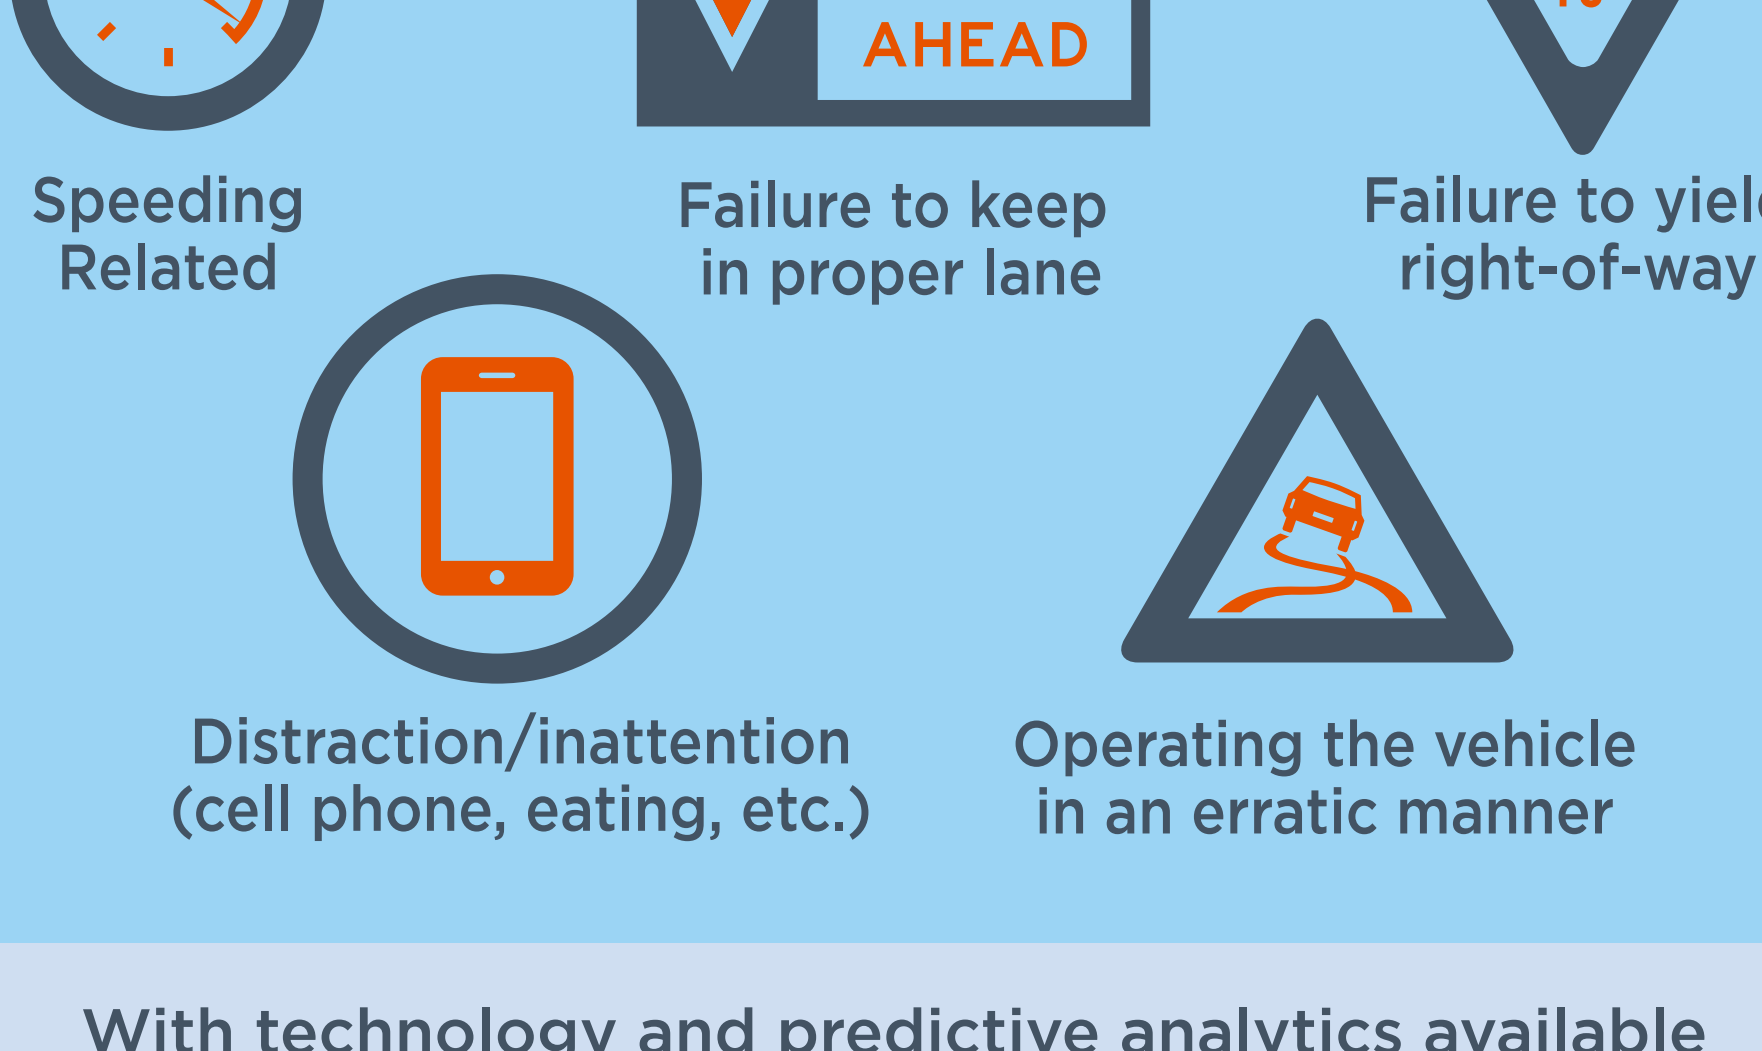 AHEAD
Speeding
Related
Failure to keep
in proper lane
Failure to yield
right-of-way
Distraction/inattention
(cell phone, eating, etc.)
Operating the vehicle
in an erratic manner
With technology and predictive analytics available